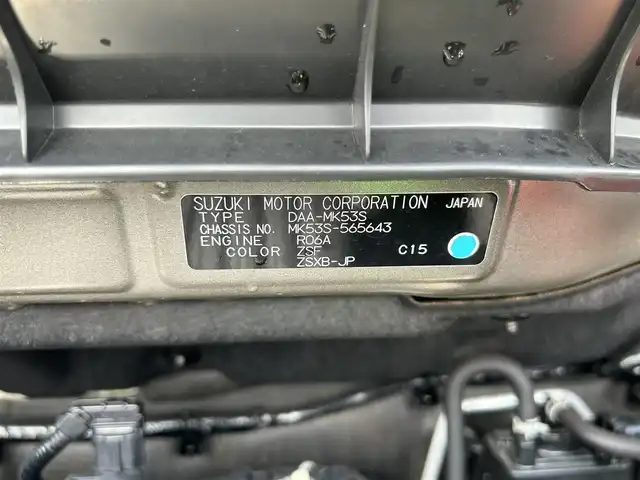 SUZUKI MOTOR CORPORATION JAPAN
TYPE DAA-MK53S
CHASSIS NO. MK53S-565643
ENGINE R06A
COLOR ZSF C15
ZSXB-JP